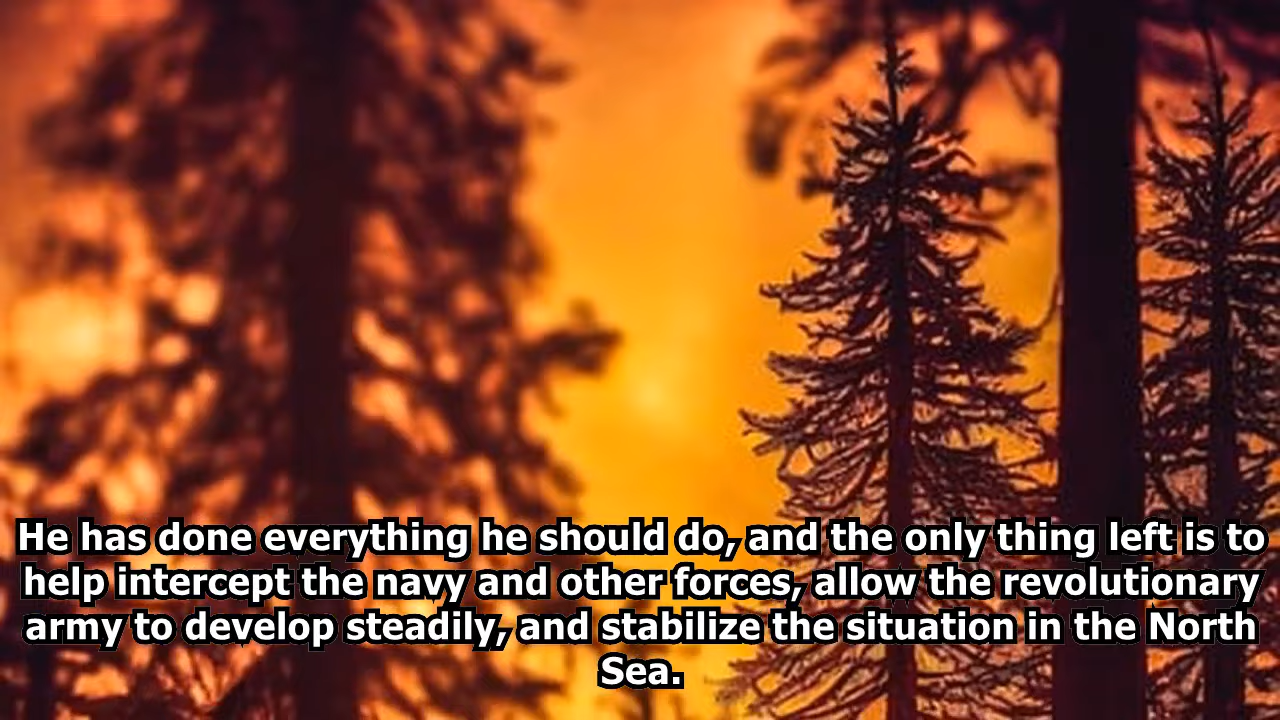 He has done everything he should do, and the only thing left is to
help intercept the navy and other forces, allow the revolutionary
army to develop steadily, and stabilize the situation in the North
Sea.